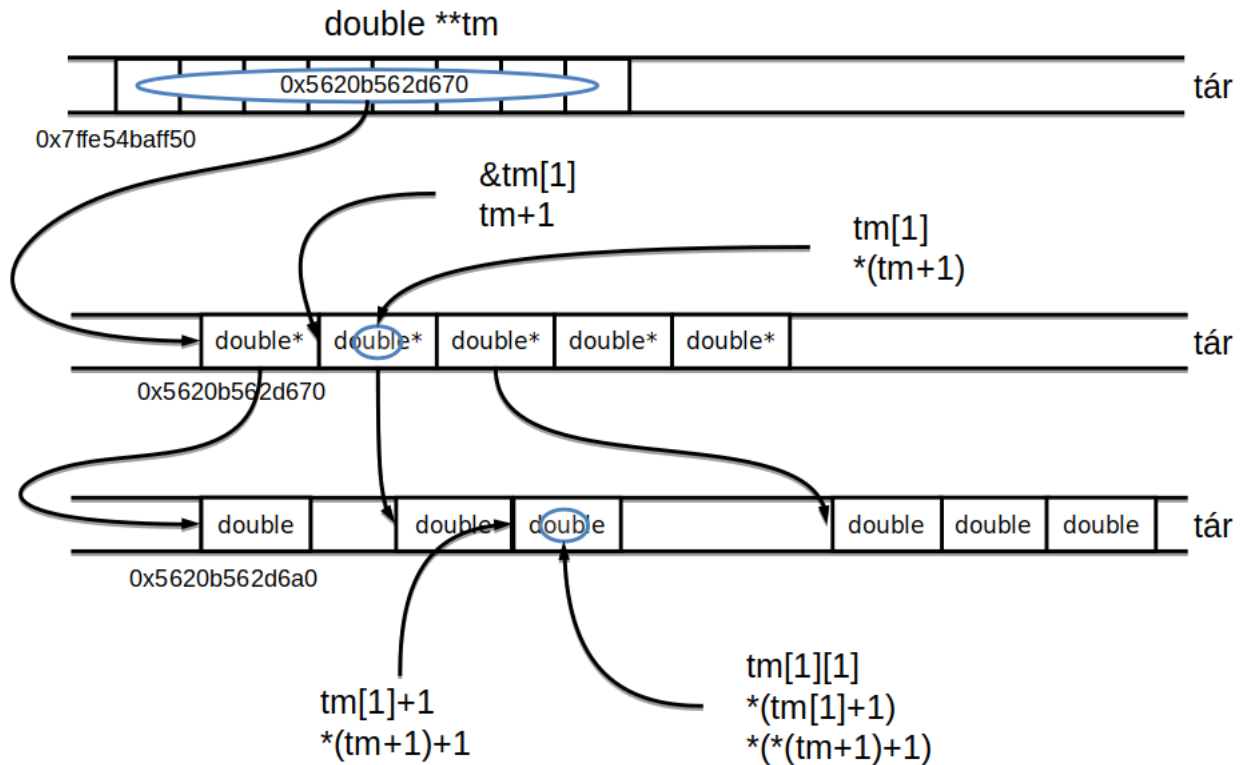 double **tm
0x5620b562d670
tár
0x7ffe54baff50
&tm[1]
tm+1
tm[1]
*(tm+1)
double* double* double* double* double*
tár
0x5620b562d670
double double double double double double
tár
0x5620b562d6a0
tm[1]+1
*(tm+1)+1
tm[1][1]
*(tm[1]+1)
*(*(tm+1)+1)